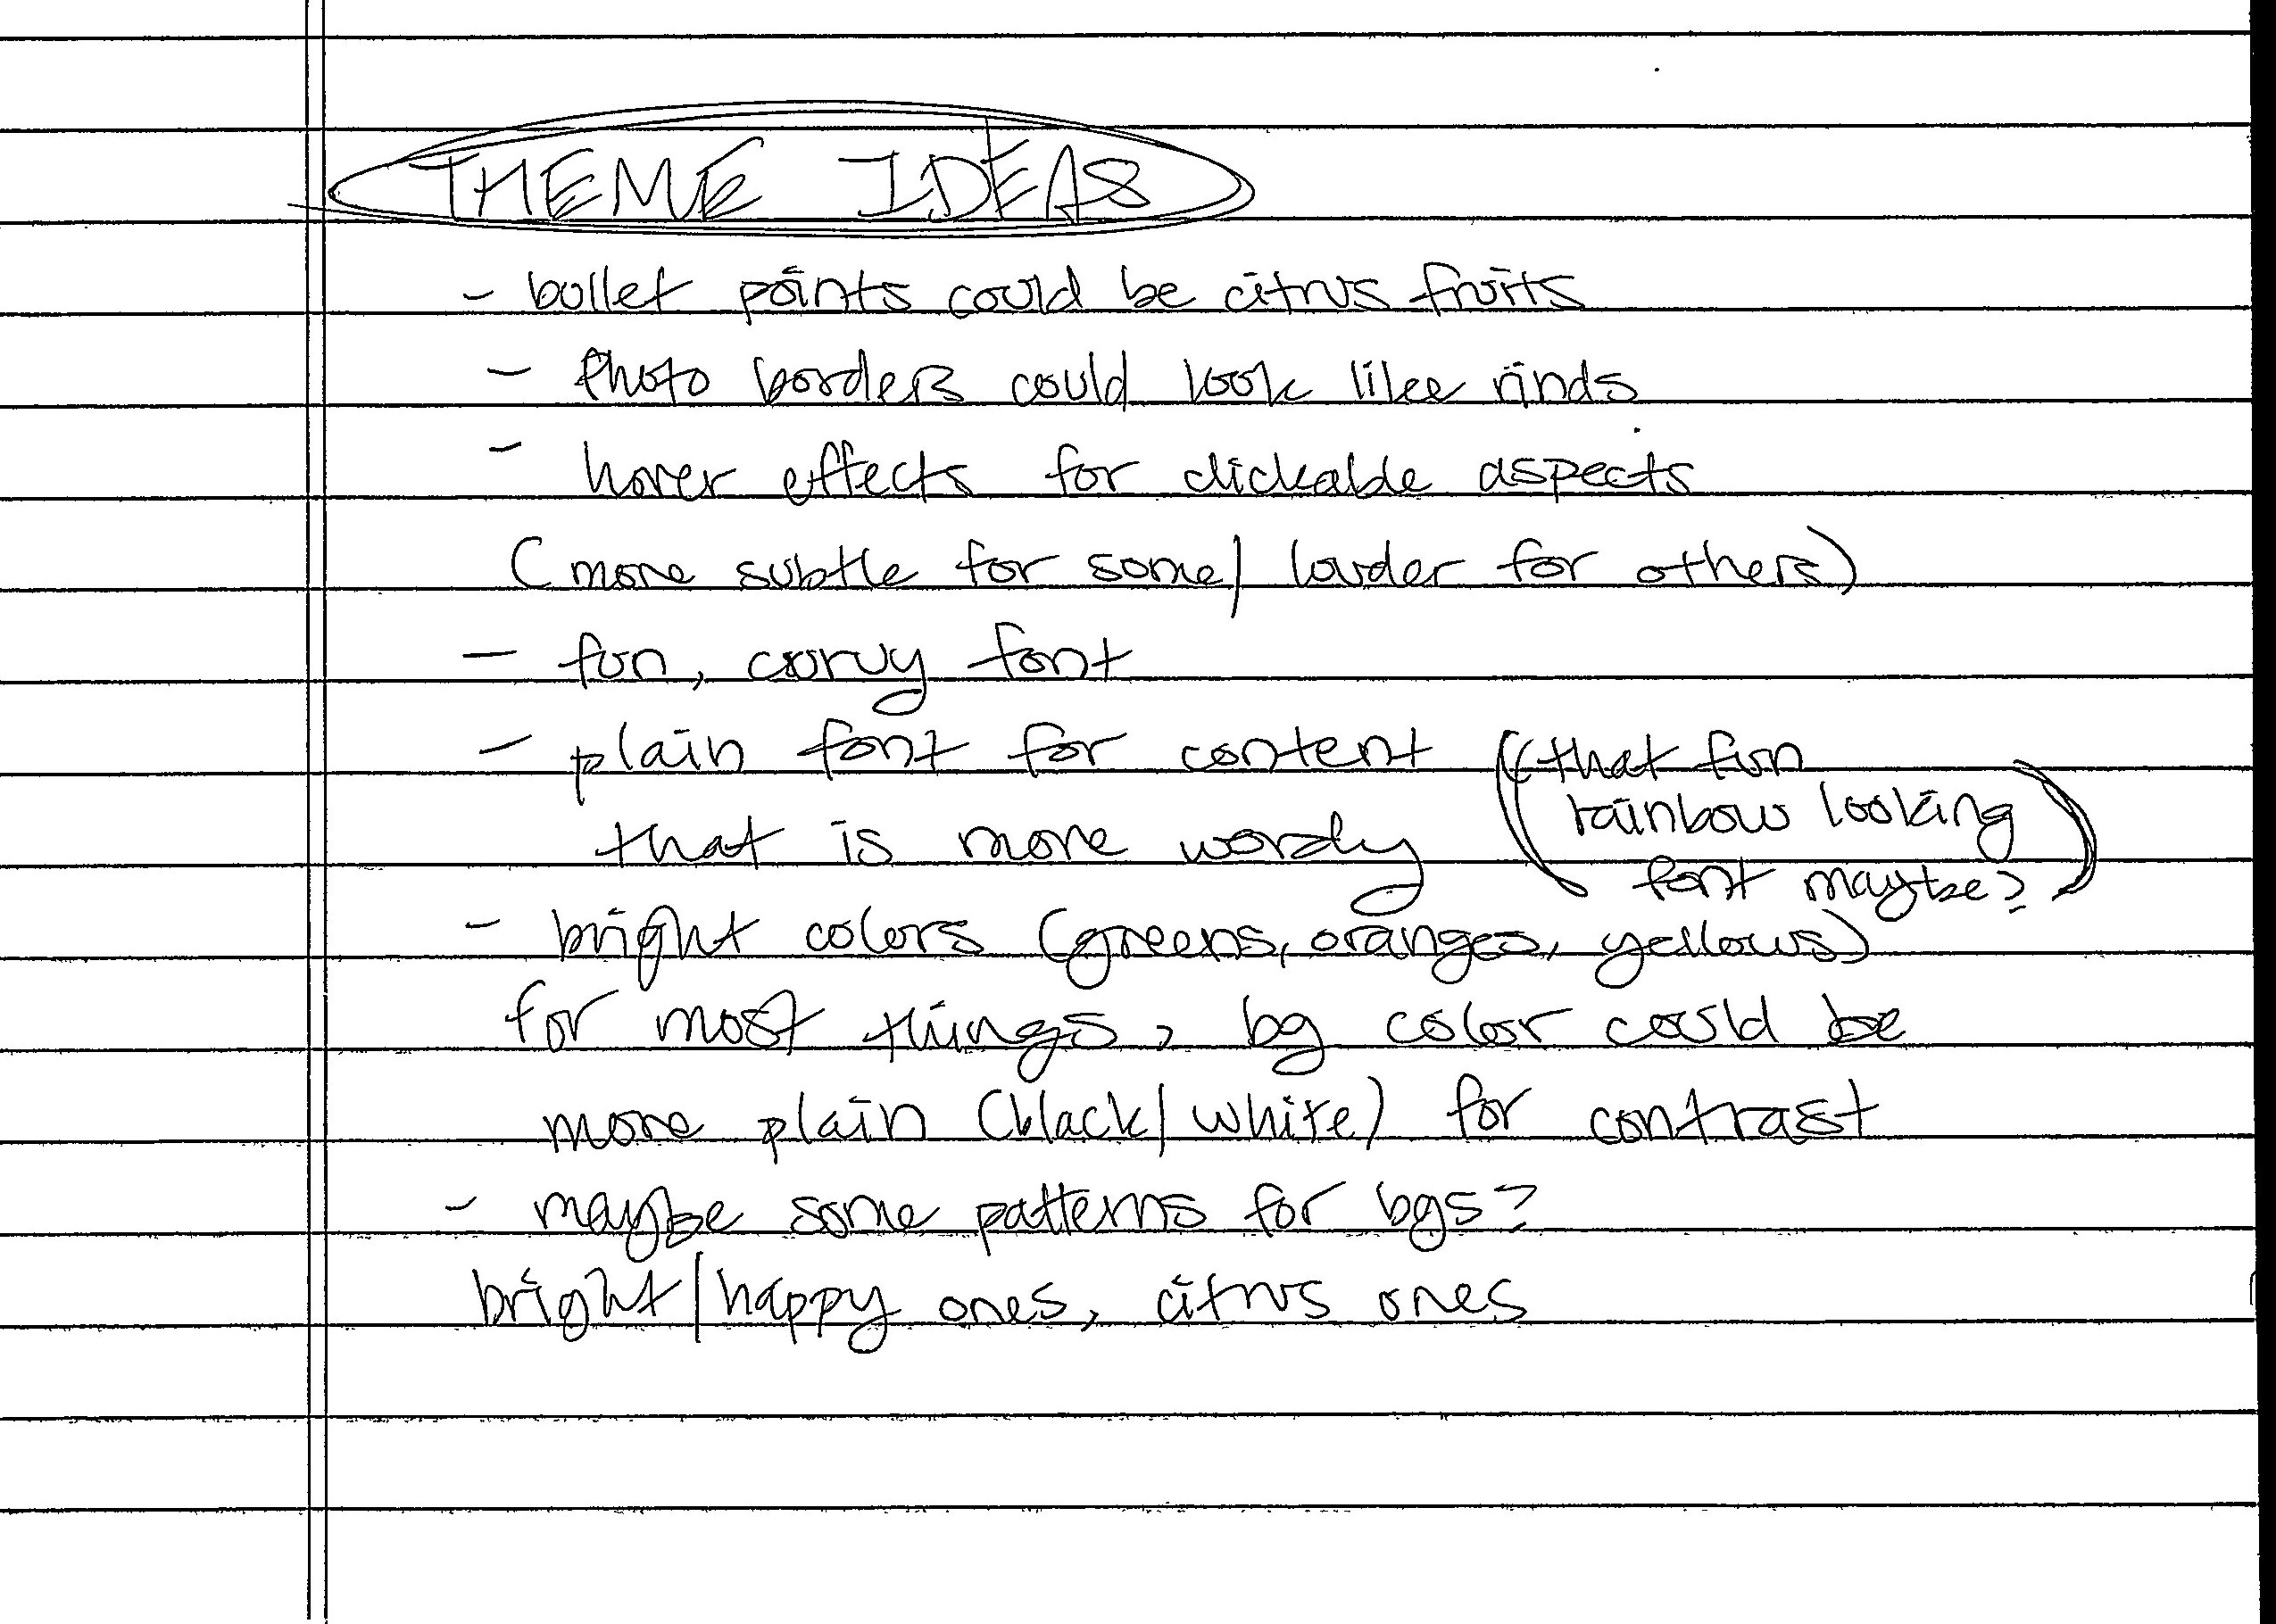 THEME IDEAS
- bullet points could be citrus fruits
- Photo borders could look like rinds
- hover effects for clickable aspects
(more subtle for some/ louder for others)
- fun, curvy font
- plain font for content ((that fun
rainbow looking
that is more wordy
font maybe?))
- bright colors (greens, oranges, yellows)
for most things, bg color could be
more plain (black/white) for contrast
- maybe some patterns for bgs?
bright/happy ones, citrus ones